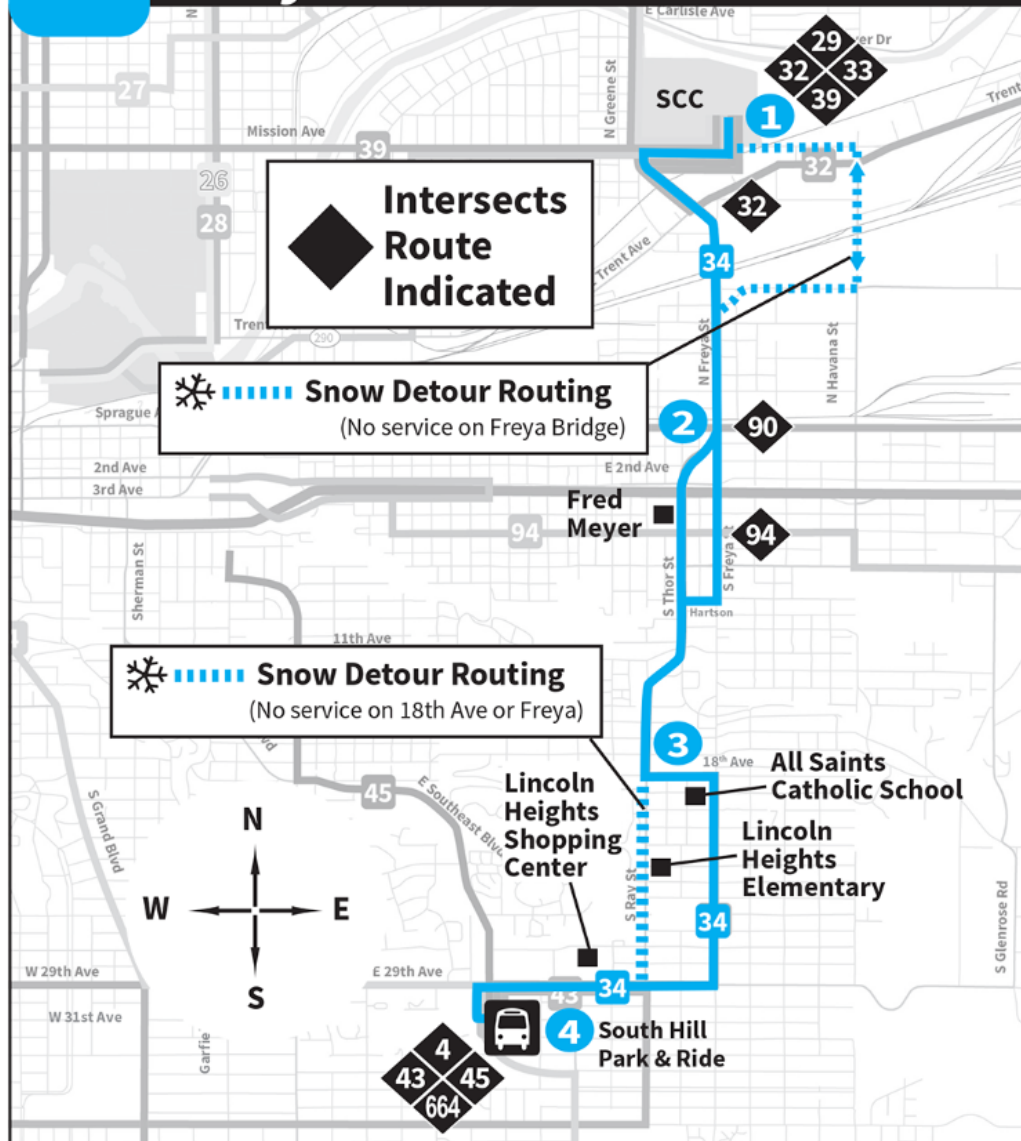 E Carlisle Ave
29
32
33
39
SCC
1
N Greene St
27
Mission Ave
39
32
Trent
26
28
32
Intersects
Route
Indicated
34
Trent Ave
290
N Freya St
N Havana St
Snow Detour Routing
(No service on Freya Bridge)
Sprague
2
90
2nd Ave
3rd Ave
E 2nd Ave
Fred
Meyer
94
94
Sherman St
S Thor St
S Freya St
Hartson
11th Ave
Snow Detour Routing
(No service on 18th Ave or Freya)
3
18th Ave
All Saints
Catholic School
45
E Southeast Blvd
S Grand Blvd
Lincoln
Heights
Shopping
Center
Lincoln
Heights
Elementary
N
W
E
S
S Ray St
34
S Glenrose Rd
W 29th Ave
E 29th Ave
43
34
W 31st Ave
4
South Hill
Park & Ride
4
43
45
664